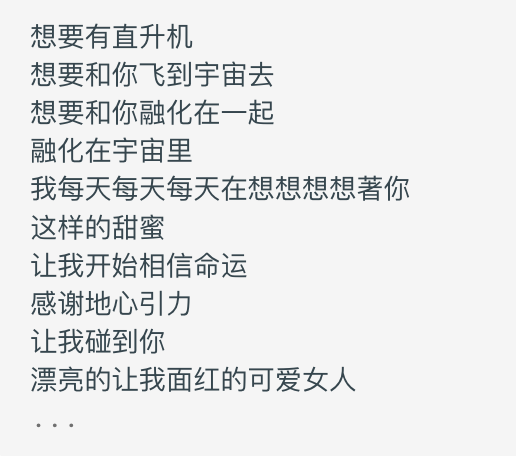 想要有直升机
想要和你飞到宇宙去
想要和你融化在一起
融化在宇宙里
我每天每天每天在想想想想著你
这样的甜蜜
让我开始相信命运
感谢地心引力
让我碰到你
漂亮的让我面红的可爱女人
...